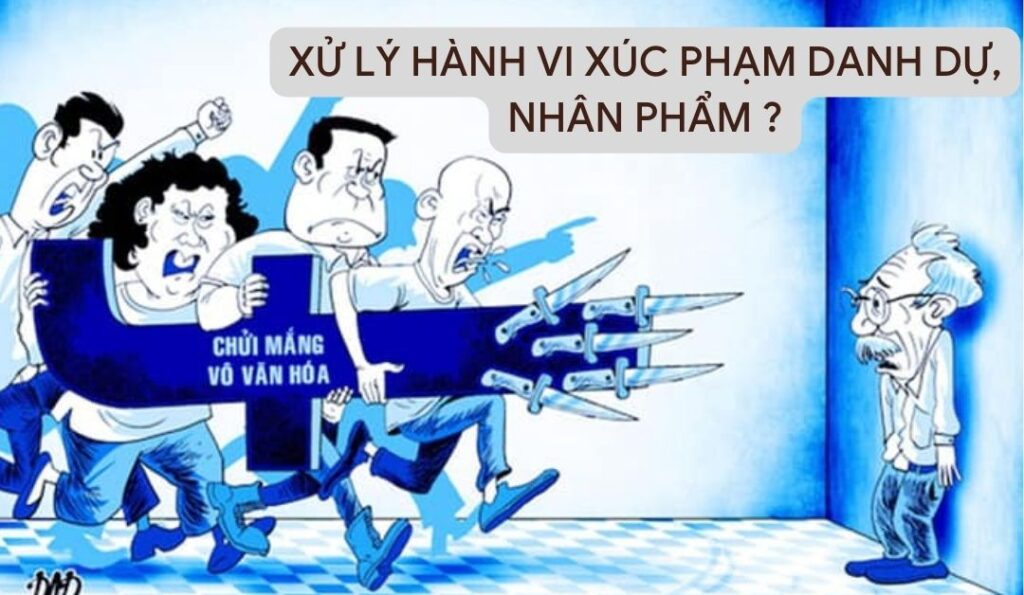 XỬ LÝ HÀNH VI XÚC PHẠM DANH DỰ,
NHÂN PHẨM ?
CHỬI MẮNG
VÔ VĂN HÓA